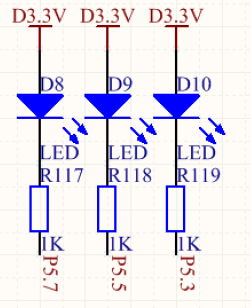 D3.3V D3.3V D3.3V
D8 D9 D10
LED LED LED
R117 R118 R119
1K 1K 1K
P5.7 P5.5 P5.3